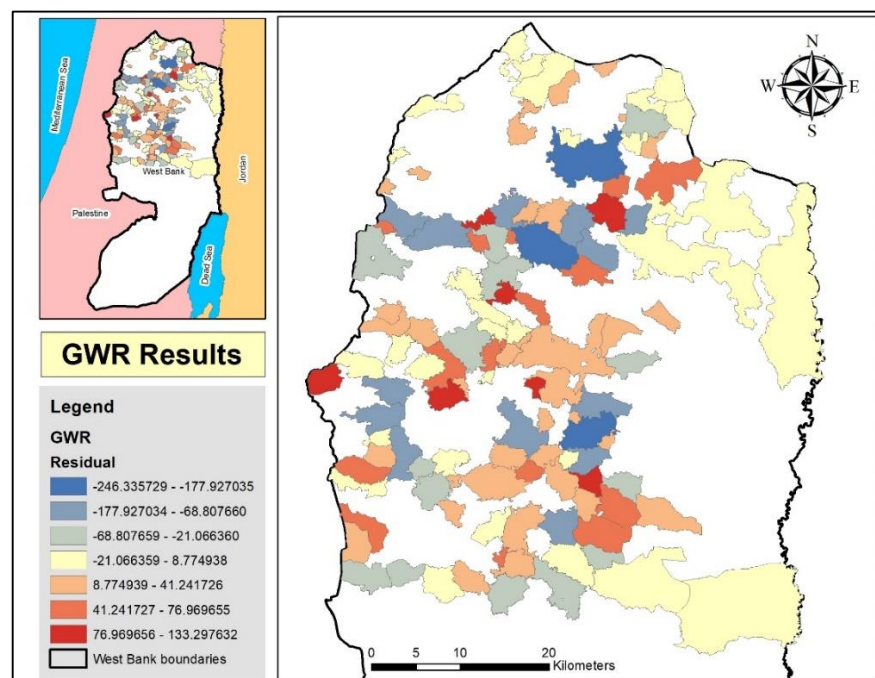 Mediterranean Sea
West Bank
Jordan
Palestine
Dead Sea
GWR Results
Legend
GWR
Residual
-246.335729 - -177.927035
-177.927034 - -68.807660
-68.807659 - -21.066360
-21.066359 - 8.774938
8.774939 - 41.241726
41.241727 - 76.969655
76.969656 - 133.297632
West Bank boundaries
N
W E
S
0 5 10 20
Kilometers